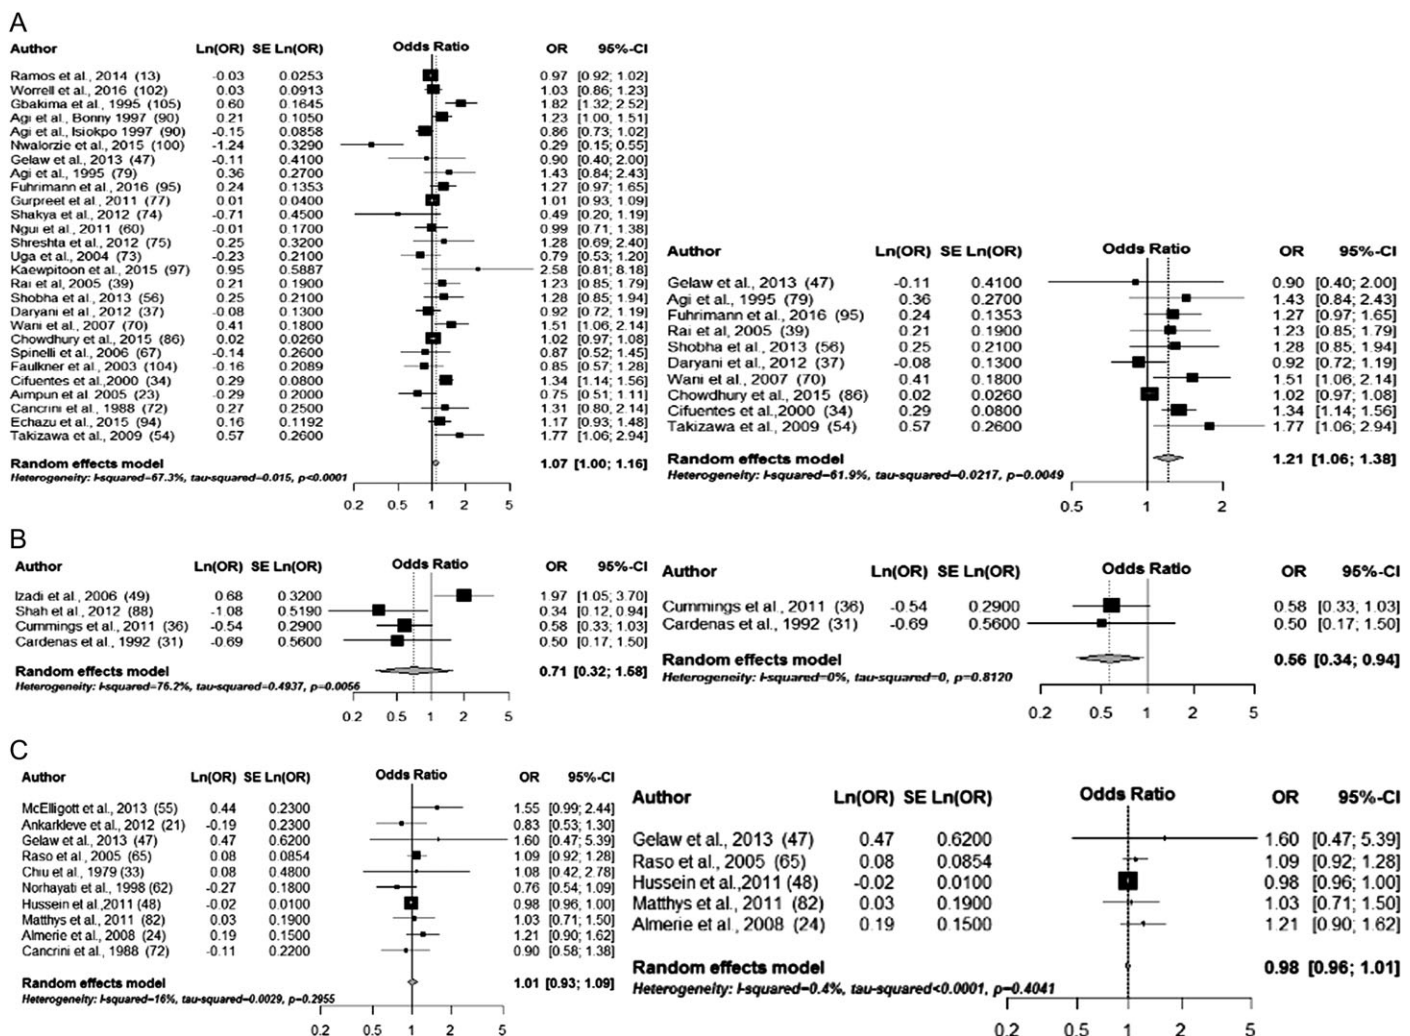 A
Author Ln(OR) SE Ln(OR) Odds Ratio OR 95%-CI
Ramos et al., 2014 (13) -0.03 0.0253 0.97 [0.92; 1.02]
Worrell et al., 2016 (102) 0.03 0.0913 1.03 [0.86; 1.23]
Gbakima et al., 1995 (105) 0.60 0.1645 1.82 [1.32; 2.52]
Agi et al., Bonny 1997 (90) 0.21 0.1050 1.23 [1.00; 1.51]
Agi et al., Isiokpo 1997 (90) -0.15 0.0858 0.86 [0.73; 1.02]
Nwalorzie et al., 2015 (100) -1.24 0.3290 0.29 [0.15; 0.55]
Gelaw et al., 2013 (47) -0.11 0.4100 0.90 [0.40; 2.00]
Agi et al., 1995 (79) 0.36 0.2700 1.43 [0.84; 2.43]
Fuhrimann et al., 2016 (95) 0.24 0.1353 1.27 [0.97; 1.65]
Gurpreet et al., 2011 (77) 0.01 0.0400 1.01 [0.93; 1.09]
Shakya et al., 2012 (74) -0.71 0.4500 0.49 [0.20; 1.19]
Ngui et al., 2011 (60) -0.01 0.1700 0.99 [0.71; 1.38]
Shreshta et al., 2012 (75) 0.25 0.3200 1.28 [0.69; 2.40]
Uga et al., 2004 (73) -0.23 0.2100 0.79 [0.53; 1.20]
Kaewpitoon et al., 2015 (97) 0.95 0.5887 2.58 [0.81; 8.18]
Rai et al., 2005 (39) 0.21 0.1900 1.23 [0.85; 1.79]
Shobha et al., 2013 (56) 0.25 0.2100 1.28 [0.85; 1.94]
Daryani et al., 2012 (37) -0.08 0.1300 0.92 [0.72; 1.19]
Wani et al., 2007 (70) 0.41 0.1800 1.51 [1.06; 2.14]
Chowdhury et al., 2015 (86) 0.02 0.0260 1.02 [0.97; 1.08]
Spinelli et al., 2006 (67) -0.14 0.2600 0.87 [0.52; 1.45]
Faulkner et al., 2003 (104) -0.16 0.2089 0.85 [0.57; 1.28]
Cifuentes et al.,2000 (34) 0.29 0.0800 1.34 [1.14; 1.56]
Aimpun et al. 2005 (23) -0.29 0.2000 0.75 [0.51; 1.11]
Cancrini et al., 1988 (72) 0.27 0.2500 1.31 [0.80; 2.14]
Echazu et al., 2015 (94) 0.16 0.1192 1.17 [0.93; 1.48]
Takizawa et al., 2009 (54) 0.57 0.2600 1.77 [1.06; 2.94]
Random effects model 1.07 [1.00; 1.16]
Heterogeneity: I-squared=67.3%, tau-squared=0.015, p<0.0001
0.2 0.5 1 2 5
Author Ln(OR) SE Ln(OR) Odds Ratio OR 95%-CI
Gelaw et al., 2013 (47) -0.11 0.4100 0.90 [0.40; 2.00]
Agi et al., 1995 (79) 0.36 0.2700 1.43 [0.84; 2.43]
Fuhrimann et al., 2016 (95) 0.24 0.1353 1.27 [0.97; 1.65]
Rai et al., 2005 (39) 0.21 0.1900 1.23 [0.85; 1.79]
Shobha et al., 2013 (56) 0.25 0.2100 1.28 [0.85; 1.94]
Daryani et al., 2012 (37) -0.08 0.1300 0.92 [0.72; 1.19]
Wani et al., 2007 (70) 0.41 0.1800 1.51 [1.06; 2.14]
Chowdhury et al., 2015 (86) 0.02 0.0260 1.02 [0.97; 1.08]
Cifuentes et al.,2000 (34) 0.29 0.0800 1.34 [1.14; 1.56]
Takizawa et al., 2009 (54) 0.57 0.2600 1.77 [1.06; 2.94]
Random effects model 1.21 [1.06; 1.38]
Heterogeneity: I-squared=61.9%, tau-squared=0.0217, p=0.0049
0.5 1 2
B
Author Ln(OR) SE Ln(OR) Odds Ratio OR 95%-CI
Izadi et al., 2006 (49) 0.68 0.3200 1.97 [1.05; 3.70]
Shah et al., 2012 (88) -1.08 0.5190 0.34 [0.12; 0.94]
Cummings et al., 2011 (36) -0.54 0.2900 0.58 [0.33; 1.03]
Cardenas et al., 1992 (31) -0.69 0.5600 0.50 [0.17; 1.50]
Random effects model 0.71 [0.32; 1.58]
Heterogeneity: I-squared=76.2%, tau-squared=0.4937, p=0.0056
0.2 0.5 1 2 5
Author Ln(OR) SE Ln(OR) Odds Ratio OR 95%-CI
Cummings et al., 2011 (36) -0.54 0.2900 0.58 [0.33; 1.03]
Cardenas et al., 1992 (31) -0.69 0.5600 0.50 [0.17; 1.50]
Random effects model 0.56 [0.34; 0.94]
Heterogeneity: I-squared=0%, tau-squared=0, p=0.8120
0.2 0.5 1 2 5
C
Author Ln(OR) SE Ln(OR) Odds Ratio OR 95%-CI
McElligott et al., 2013 (55) 0.44 0.2300 1.55 [0.99; 2.44]
Ankarkleve et al., 2012 (21) -0.19 0.2300 0.83 [0.53; 1.30]
Gelaw et al., 2013 (47) 0.47 0.6200 1.60 [0.47; 5.39]
Raso et al., 2005 (65) 0.08 0.0854 1.09 [0.92; 1.28]
Chiu et al., 1979 (33) 0.08 0.4800 1.08 [0.42; 2.78]
Norhayati et al., 1998 (62) -0.27 0.1800 0.76 [0.54; 1.09]
Hussein et al.,2011 (48) -0.02 0.0100 0.98 [0.96; 1.00]
Matthys et al., 2011 (82) 0.03 0.1900 1.03 [0.71; 1.50]
Almerie et al., 2008 (24) 0.19 0.1500 1.21 [0.90; 1.62]
Cancrini et al., 1988 (72) -0.11 0.2200 0.90 [0.58; 1.38]
Random effects model 1.01 [0.93; 1.09]
Heterogeneity: I-squared=16%, tau-squared=0.0029, p=0.2955
0.2 0.5 1 2 5
Author Ln(OR) SE Ln(OR) Odds Ratio OR 95%-CI
Gelaw et al., 2013 (47) 0.47 0.6200 1.60 [0.47; 5.39]
Raso et al., 2005 (65) 0.08 0.0854 1.09 [0.92; 1.28]
Hussein et al.,2011 (48) -0.02 0.0100 0.98 [0.96; 1.00]
Matthys et al., 2011 (82) 0.03 0.1900 1.03 [0.71; 1.50]
Almerie et al., 2008 (24) 0.19 0.1500 1.21 [0.90; 1.62]
Random effects model 0.98 [0.96; 1.01]
Heterogeneity: I-squared=0.4%, tau-squared<0.0001, p=0.4041
0.2 0.5 1 2 5